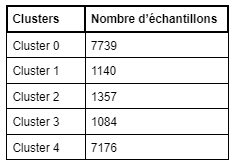 Clusters Nombre d'échantillons
Cluster 0 7739
Cluster 1 1140
Cluster 2 1357
Cluster 3 1084
Cluster 4 7176